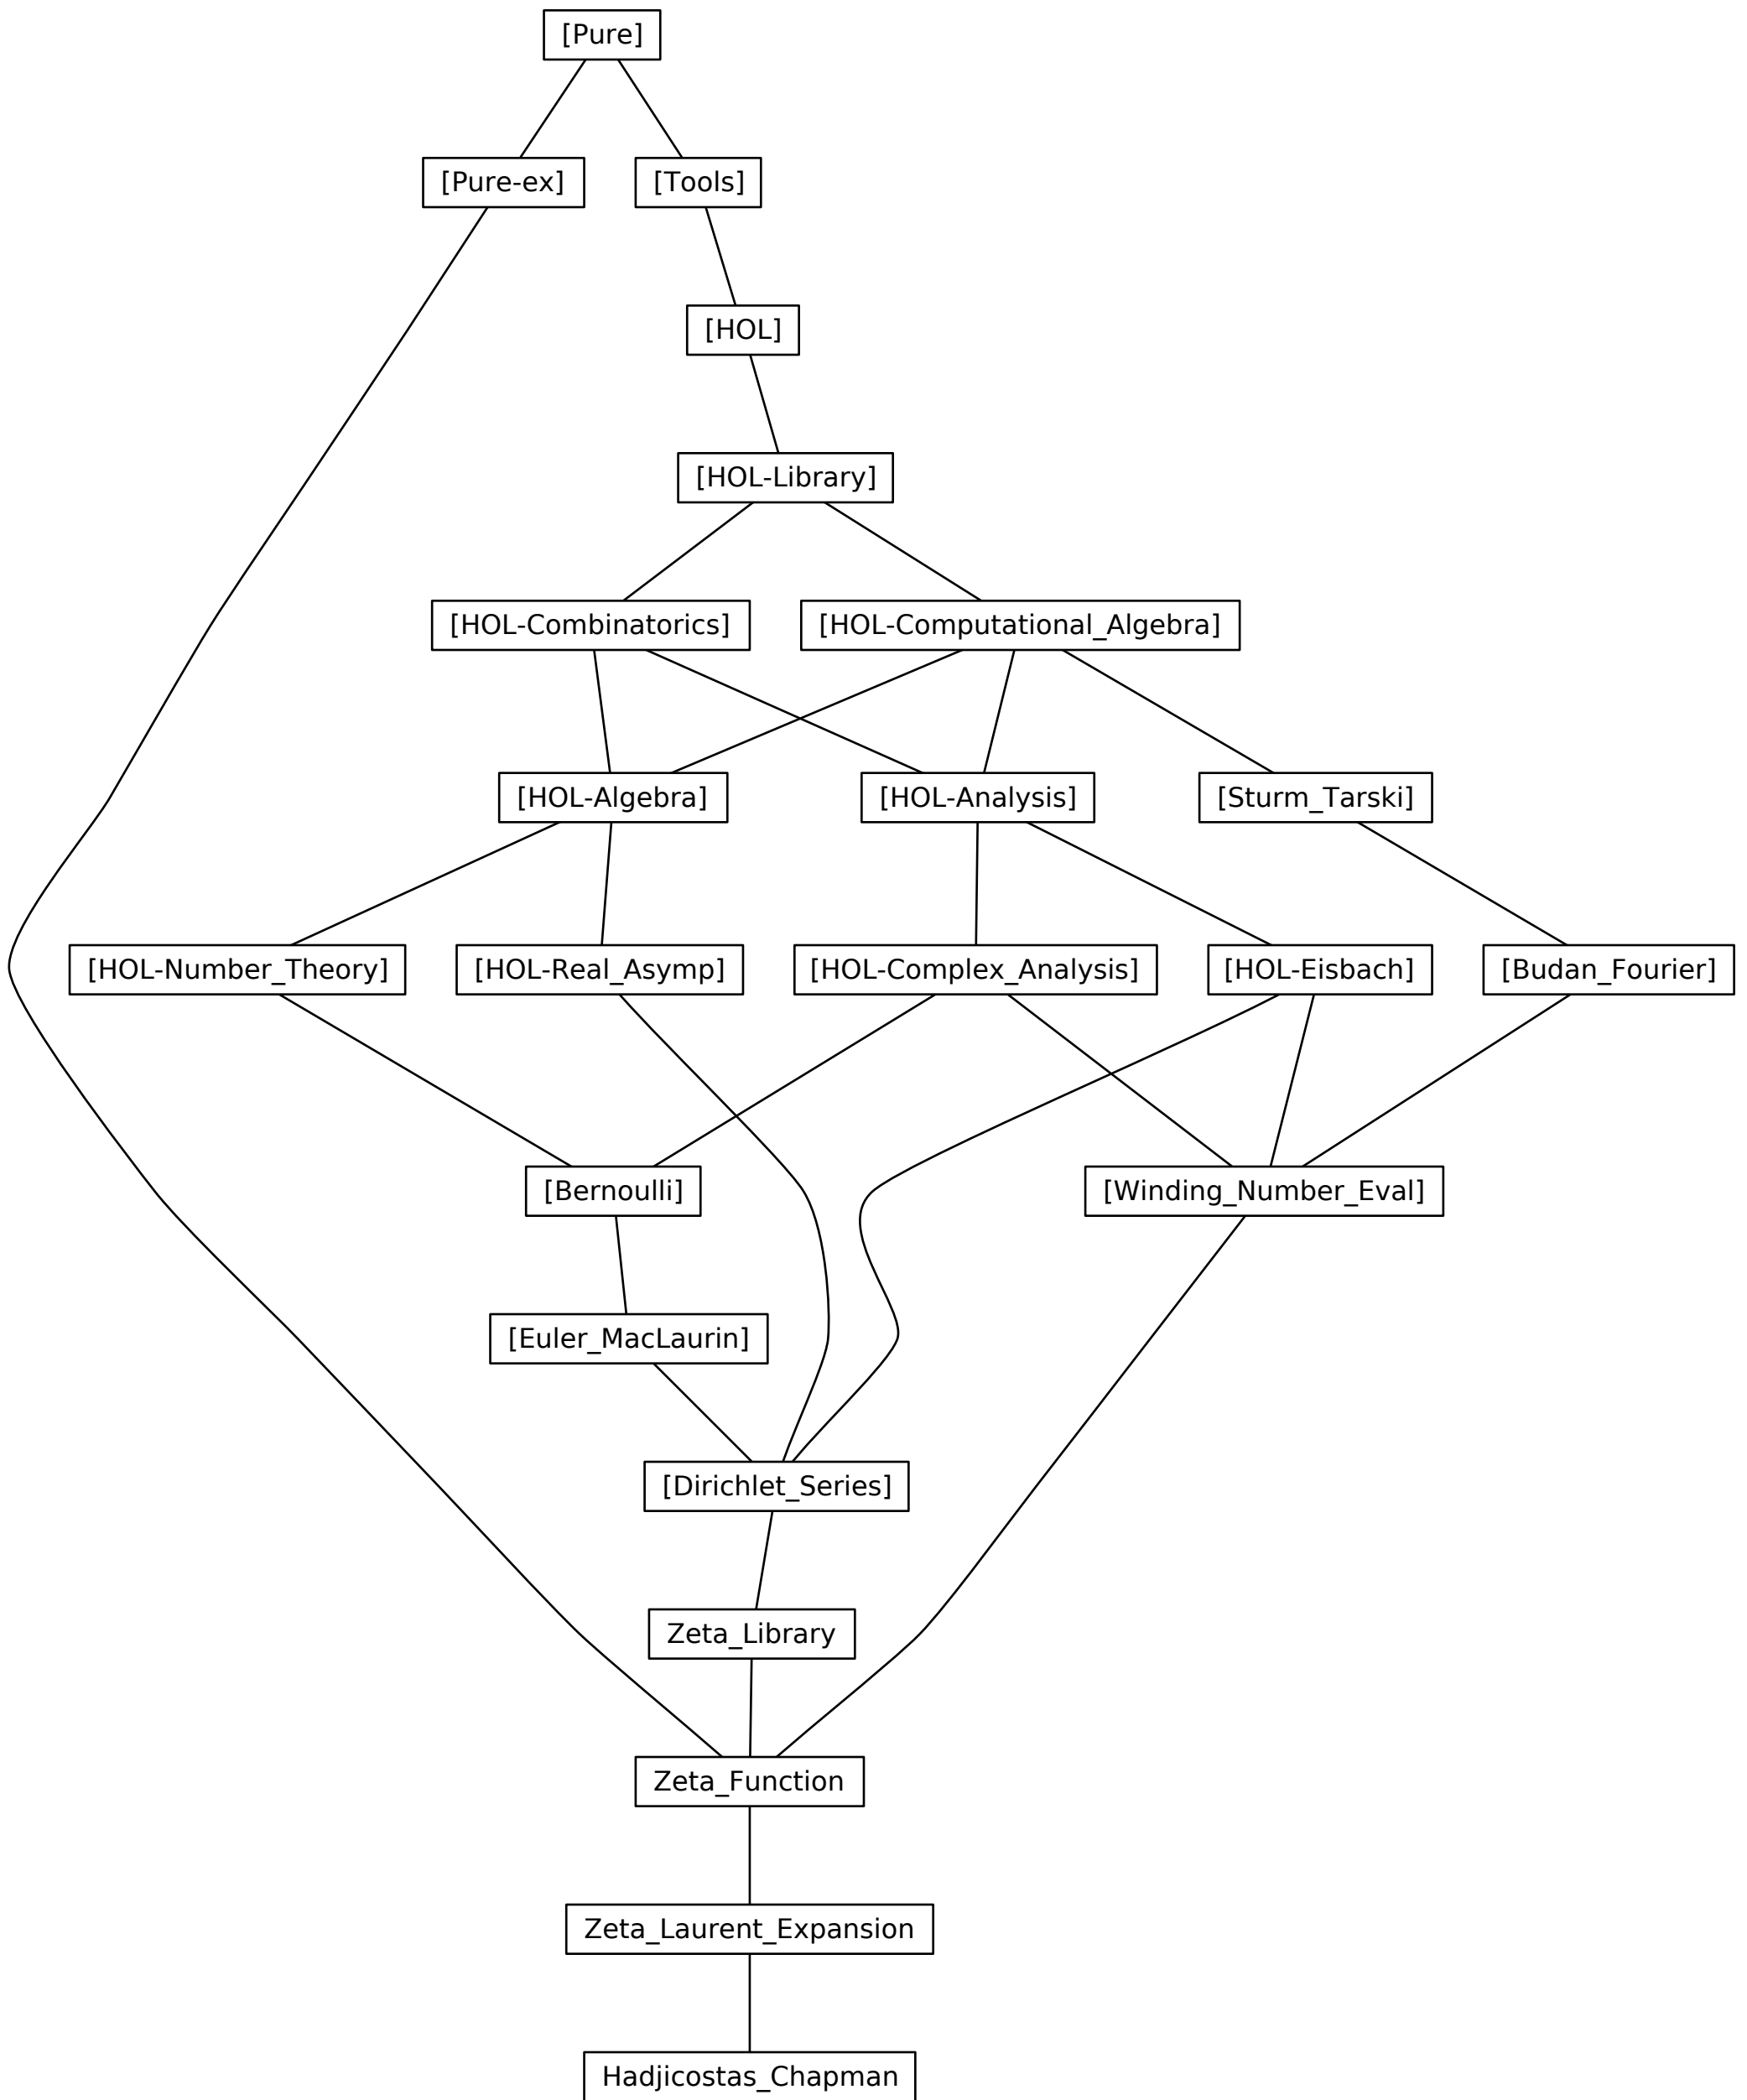 [Pure]
[Pure-ex]
[Tools]
[HOL]
[HOL-Library]
[HOL-Combinatorics]
[HOL-Computational_Algebra]
[HOL-Algebra]
[HOL-Analysis]
[Sturm_Tarski]
[HOL-Number_Theory]
[HOL-Real_Asymp]
[HOL-Complex_Analysis]
[HOL-Eisbach]
[Budan_Fourier]
[Bernoulli]
[Winding_Number_Eval]
[Euler_MacLaurin]
[Dirichlet_Series]
Zeta_Library
Zeta_Function
Zeta_Laurent_Expansion
Hadjicostas_Chapman